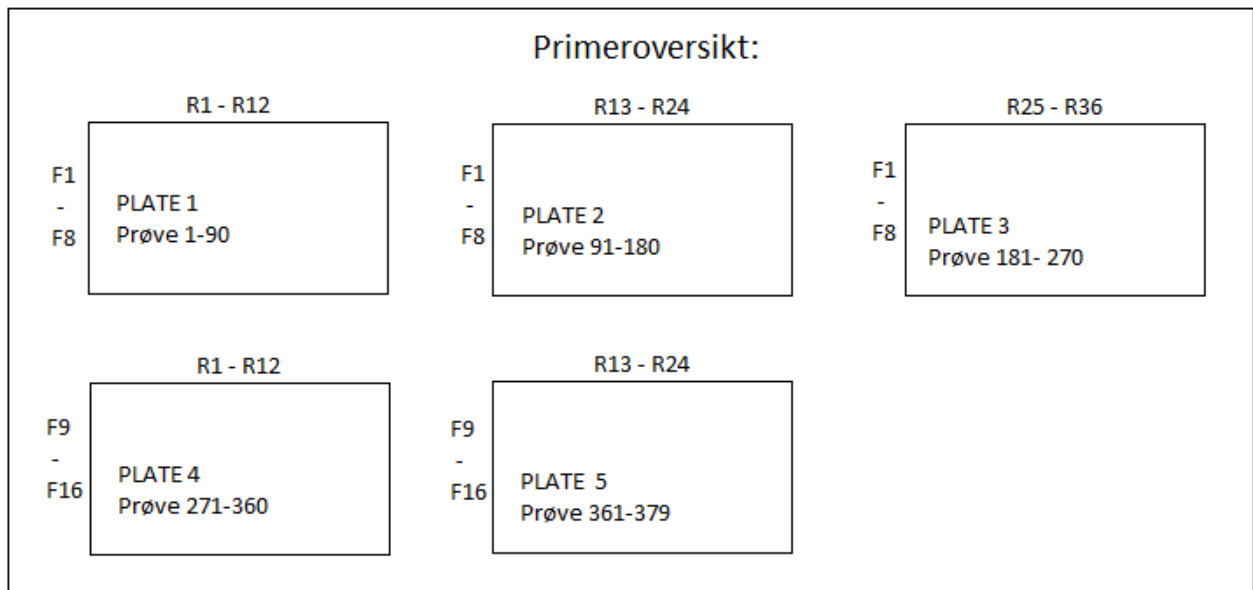 Primeroversikt:
R1 - R12
F1
-
F8
PLATE 1
Prøve 1-90
R13 - R24
F1
-
F8
PLATE 2
Prøve 91-180
R25 - R36
F1
-
F8
PLATE 3
Prøve 181- 270
R1 - R12
F9
-
F16
PLATE 4
Prøve 271-360
R13 - R24
F9
-
F16
PLATE  5
Prøve 361-379